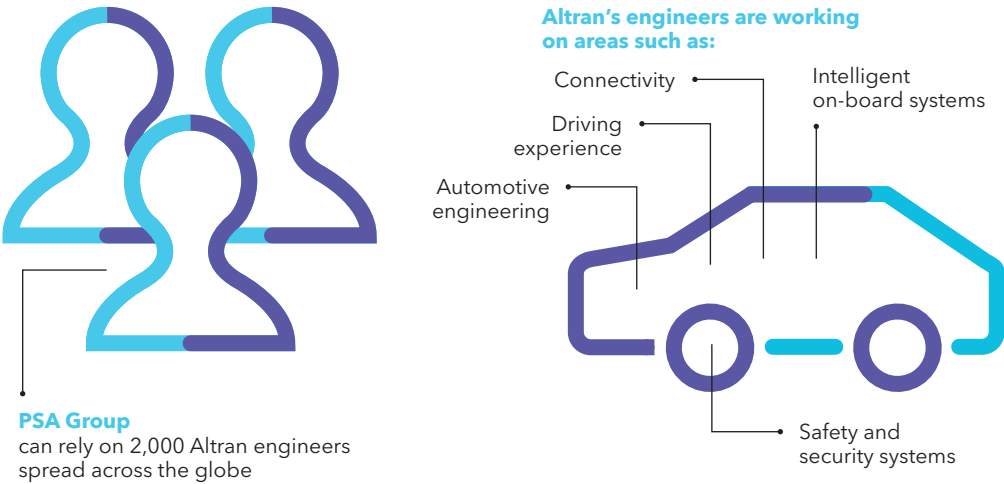 Altran’s engineers are working
on areas such as:
Connectivity
Intelligent
on-board systems
Driving
experience
Automotive
engineering
PSA Group
can rely on 2,000 Altran engineers
spread across the globe
Safety and
security systems